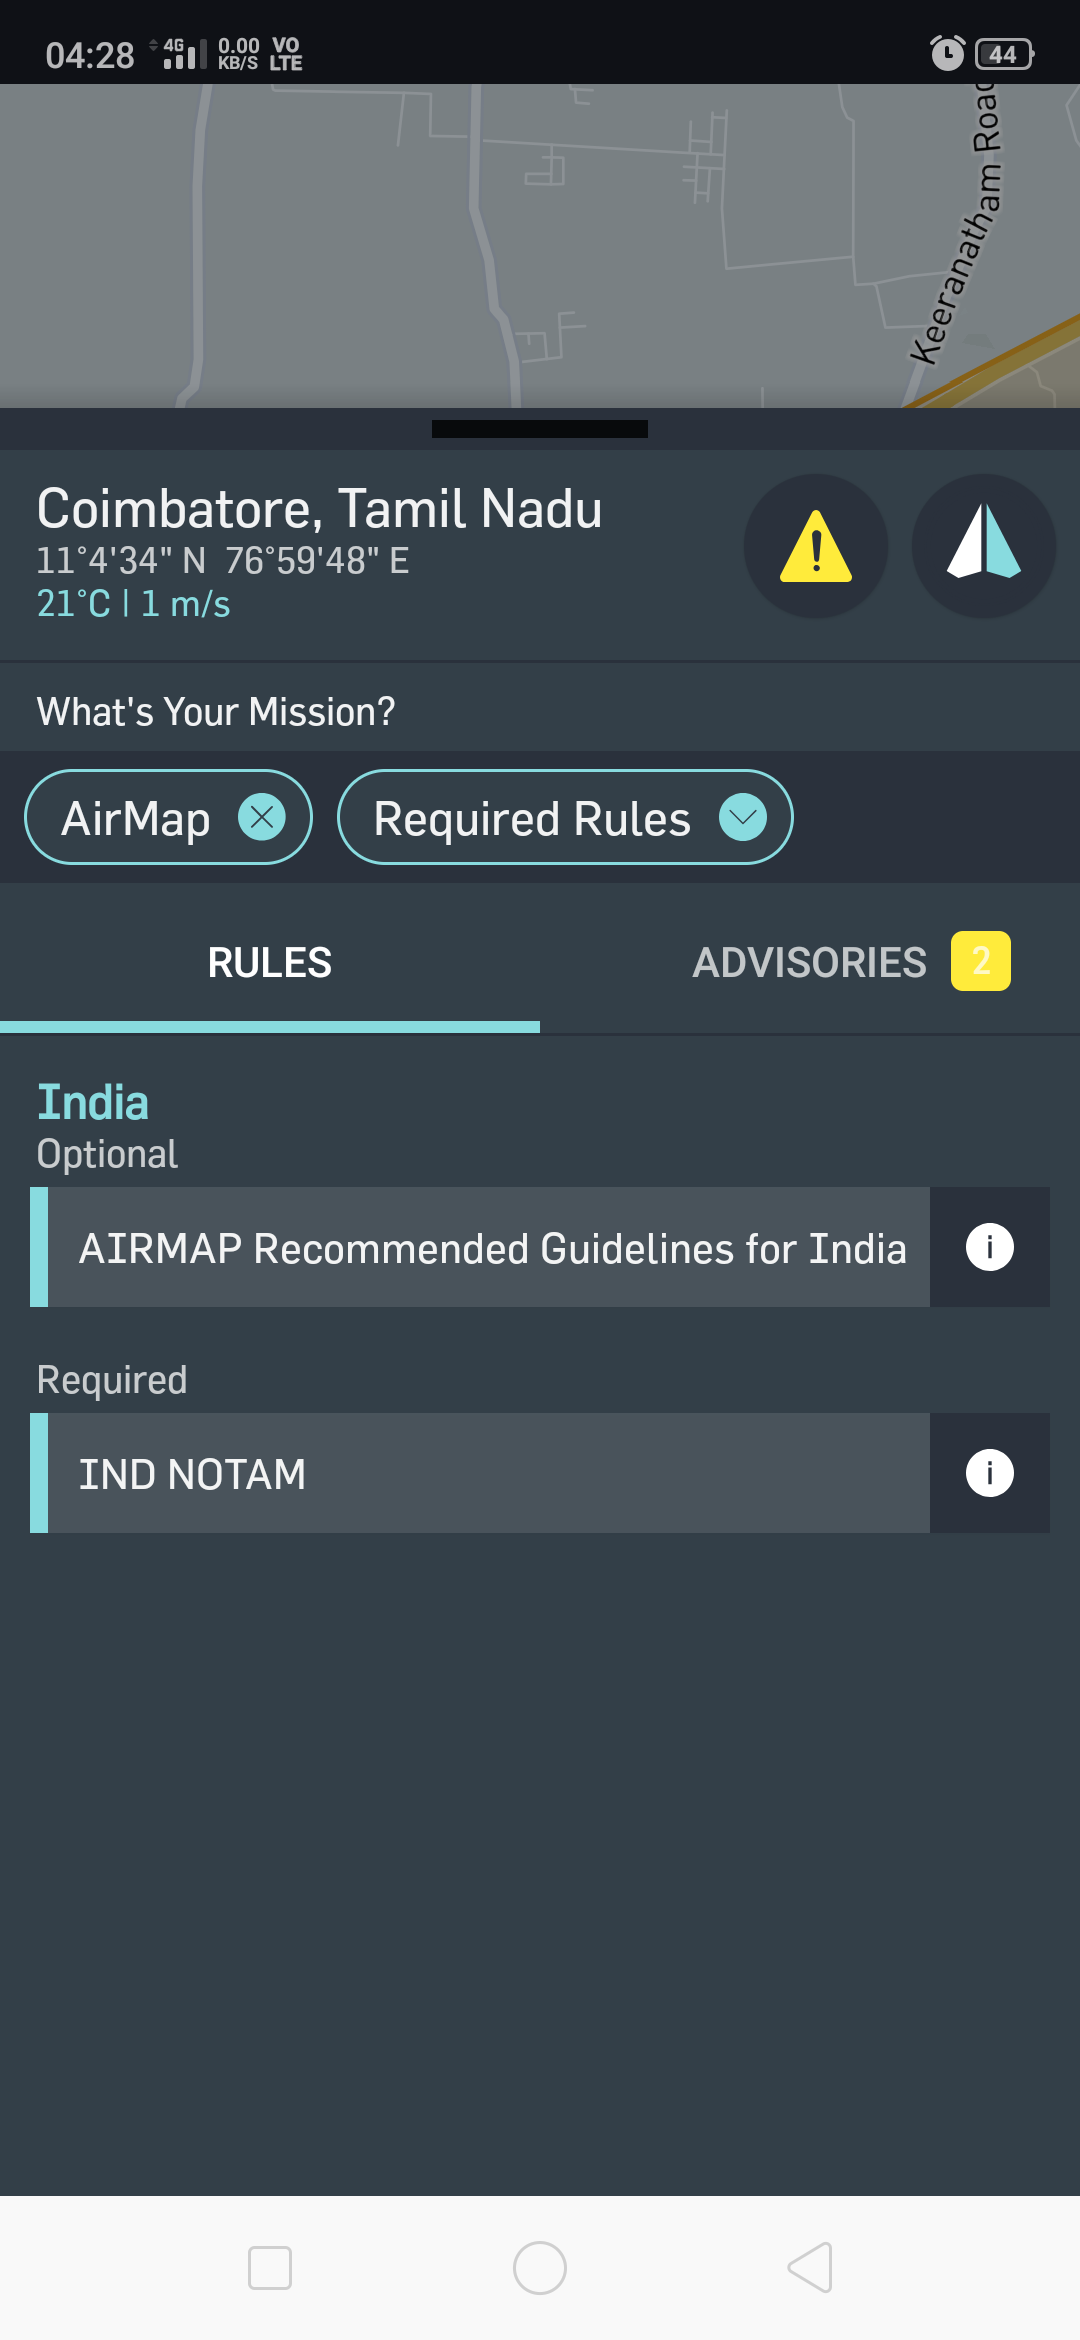 04:28 4G 0.00 KB/S VO LTE 44
Keeranatham Road
Coimbatore, Tamil Nadu
11°4'34" N 76°59'48" E
21°C | 1 m/s
What's Your Mission?
AirMap Required Rules
RULES ADVISORIES 2
India
Optional
AIRMAP Recommended Guidelines for India i
Required
IND NOTAM i